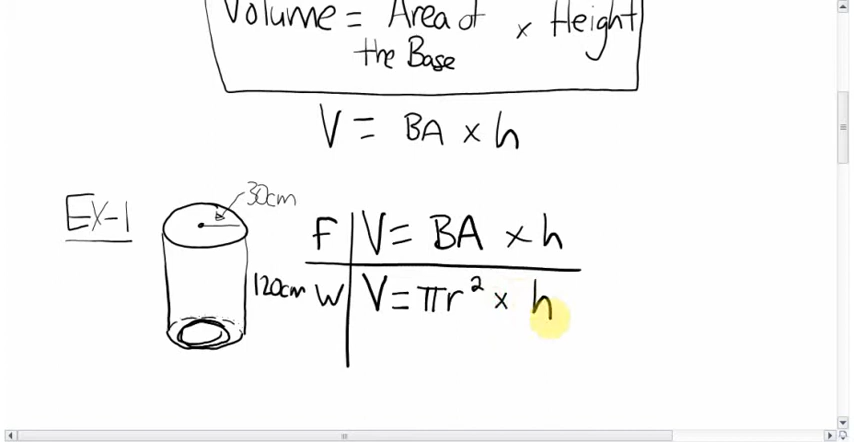 Volume = Area of × Height
the Base
V = BA × h
EX-1
30cm
120cm
F V = BA × h
W V = πr² × h